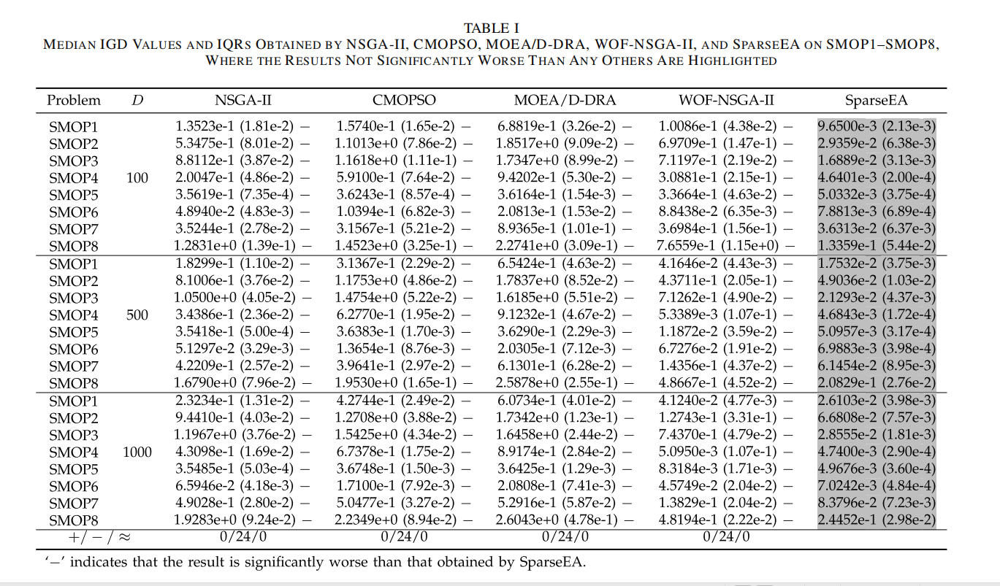 TABLE I
MEDIAN IGD VALUES AND IQRS OBTAINED BY NSGA-II, CMOPSO, MOEA/D-DRA, WOF-NSGA-II, AND SPARSEEA ON SMOP1–SMOP8,
WHERE THE RESULTS NOT SIGNIFICANTLY WORSE THAN ANY OTHERS ARE HIGHLIGHTED
Problem D NSGA-II CMOPSO MOEA/D-DRA WOF-NSGA-II SparseEA
SMOP1 1.3523e-1 (1.81e-2) − 1.5740e-1 (1.65e-2) − 6.8819e-1 (3.26e-2) − 1.0086e-1 (4.38e-2) − 9.6500e-3 (2.13e-3)
SMOP2 5.3475e-1 (8.01e-2) − 1.1013e+0 (7.86e-2) − 1.8517e+0 (9.09e-2) − 6.9709e-1 (1.47e-1) − 2.9359e-2 (6.38e-3)
SMOP3 8.8112e-1 (3.87e-2) − 1.1618e+0 (1.11e-1) − 1.7347e+0 (8.99e-2) − 7.1197e-1 (2.19e-2) − 1.6889e-2 (3.13e-3)
SMOP4 100 2.0047e-1 (4.86e-2) − 5.9100e-1 (7.64e-2) − 9.4202e-1 (5.30e-2) − 3.0881e-1 (2.15e-1) − 4.6401e-3 (2.00e-4)
SMOP5 3.5619e-1 (7.35e-4) − 3.6243e-1 (8.57e-4) − 3.6164e-1 (1.54e-3) − 3.3664e-1 (4.63e-2) − 5.0332e-3 (3.75e-4)
SMOP6 4.8940e-2 (4.83e-3) − 1.0394e-1 (6.82e-3) − 2.0813e-1 (1.53e-2) − 8.8438e-2 (6.35e-3) − 7.8813e-3 (6.89e-4)
SMOP7 3.5244e-1 (2.78e-2) − 3.1567e-1 (5.21e-2) − 8.9365e-1 (1.01e-1) − 3.6984e-1 (1.56e-1) − 3.6313e-2 (6.37e-3)
SMOP8 1.2831e+0 (1.39e-1) − 1.4523e+0 (3.25e-1) − 2.2741e+0 (3.09e-1) − 7.6559e-1 (1.15e+0) − 1.3359e-1 (5.44e-2)
SMOP1 1.8299e-1 (1.10e-2) − 3.1367e-1 (2.29e-2) − 6.5424e-1 (4.63e-2) − 4.1646e-2 (4.43e-3) − 1.7532e-2 (3.75e-3)
SMOP2 8.1006e-1 (3.76e-2) − 1.1753e+0 (4.86e-2) − 1.7837e+0 (8.52e-2) − 4.3711e-1 (2.05e-1) − 4.9036e-2 (1.03e-2)
SMOP3 1.0500e+0 (4.05e-2) − 1.4754e+0 (5.22e-2) − 1.6185e+0 (5.51e-2) − 7.1262e-1 (4.90e-2) − 2.1293e-2 (4.37e-3)
SMOP4 500 3.4386e-1 (2.36e-2) − 6.2770e-1 (1.95e-2) − 9.1232e-1 (4.67e-2) − 5.3389e-3 (1.07e-1) − 4.6843e-3 (1.72e-4)
SMOP5 3.5418e-1 (5.00e-4) − 3.6383e-1 (1.70e-3) − 3.6290e-1 (2.29e-3) − 1.1872e-2 (3.59e-2) − 5.0957e-3 (3.17e-4)
SMOP6 5.1297e-2 (3.29e-3) − 1.3654e-1 (8.76e-3) − 2.0305e-1 (7.12e-3) − 6.7276e-2 (1.91e-2) − 6.9883e-3 (3.98e-4)
SMOP7 4.2209e-1 (2.57e-2) − 3.9641e-1 (2.97e-2) − 6.1301e-1 (6.28e-2) − 1.4356e-1 (4.37e-2) − 6.1454e-2 (8.95e-3)
SMOP8 1.6790e+0 (7.96e-2) − 1.9530e+0 (1.65e-1) − 2.5878e+0 (2.55e-1) − 4.8667e-1 (4.52e-2) − 2.0829e-1 (2.76e-2)
SMOP1 2.3234e-1 (1.31e-2) − 4.2744e-1 (2.49e-2) − 6.0734e-1 (4.01e-2) − 4.1240e-2 (4.77e-3) − 2.6103e-2 (3.98e-3)
SMOP2 9.4410e-1 (4.03e-2) − 1.2708e+0 (3.88e-2) − 1.7342e+0 (1.23e-1) − 1.2743e-1 (3.31e-1) − 6.6808e-2 (7.57e-3)
SMOP3 1.1967e+0 (3.76e-2) − 1.5425e+0 (4.34e-2) − 1.6458e+0 (2.44e-2) − 7.4370e-1 (4.79e-2) − 2.8555e-2 (1.81e-3)
SMOP4 1000 4.3098e-1 (1.69e-2) − 6.7378e-1 (1.75e-2) − 8.9174e-1 (2.84e-2) − 5.0950e-3 (1.07e-1) − 4.7400e-3 (2.90e-4)
SMOP5 3.5485e-1 (5.03e-4) − 3.6748e-1 (1.50e-3) − 3.6425e-1 (1.29e-3) − 8.3184e-3 (1.71e-3) − 4.9676e-3 (3.60e-4)
SMOP6 6.5946e-2 (4.18e-3) − 1.7100e-1 (7.92e-3) − 2.0808e-1 (7.41e-3) − 4.5749e-2 (2.04e-2) − 7.0242e-3 (4.84e-4)
SMOP7 4.9028e-1 (2.80e-2) − 5.0477e-1 (3.27e-2) − 5.2916e-1 (5.87e-2) − 1.3829e-1 (2.04e-2) − 8.3796e-2 (7.23e-3)
SMOP8 1.9283e+0 (9.24e-2) − 2.2349e+0 (8.94e-2) − 2.6043e+0 (4.78e-1) − 4.8194e-1 (2.22e-2) − 2.4452e-1 (2.98e-2)
+/ − / ≈ 0/24/0 0/24/0 0/24/0 0/24/0
‘−’ indicates that the result is significantly worse than that obtained by SparseEA.